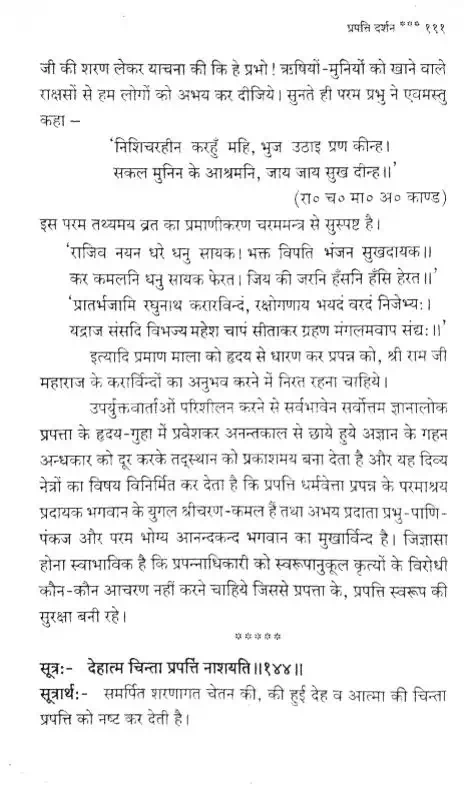 प्रपत्ति दर्शन *** १११
जी की शरण लेकर याचना की कि हे प्रभो! ऋषियों-मुनियों को खाने वाले
राक्षसों से हम लोगों को अभय कर दीजिये। सुनते ही परम प्रभु ने एवमस्तु
कहा –
'निशिचरहीन करहुँ महि, भुज उठाइ प्रण कीन्ह।
सकल मुनिन के आश्रमनि, जाय जाय सुख दीन्ह॥'
(रा० च० मा० अ० काण्ड)
इस परम तथ्यमय व्रत का प्रमाणीकरण चरममन्त्र से सुस्पष्ट है।
'राजिव नयन धरे धनु सायक। भक्त विपति भंजन सुखदायक॥
कर कमलनि धनु सायक फेरत। जिय की जरनि हँसनि हँसि हेरत॥'
'प्रातर्भजामि रघुनाथ करारविन्दं, रक्षोगणाय भयदं वरदं निजेभ्यः।
यद्राज संसदि विभज्य महेश चापं सीताकर ग्रहण मंगलमवाप संद्यः॥'
इत्यादि प्रमाण माला को हृदय से धारण कर प्रपन्न को, श्री राम जी
महाराज के करार्विन्दों का अनुभव करने में निरत रहना चाहिये।
उपर्युक्तवार्ताओं परिशीलन करने से सर्वभावेन सर्वोत्तम ज्ञानालोक
प्रपत्ता के हृदय-गुहा में प्रवेशकर अनन्तकाल से छाये हुये अज्ञान के गहन
अन्धकार को दूर करके तद्स्थान को प्रकाशमय बना देता है और यह दिव्य
नेत्रों का विषय विनिर्मित कर देता है कि प्रपत्ति धर्मवेत्ता प्रपन्न के परमाश्रय
प्रदायक भगवान के युगल श्रीचरण-कमल हैं तथा अभय प्रदाता प्रभु-पाणि-
पंकज और परम भोग्य आनन्दकन्द भगवान का मुखार्विन्द है। जिज्ञासा
होना स्वाभाविक है कि प्रपन्नाधिकारी को स्वरूपानुकूल कृत्यों के विरोधी
कौन-कौन आचरण नहीं करने चाहिये जिससे प्रपत्ता के, प्रपत्ति स्वरूप की
सुरक्षा बनी रहे।
*****
सूत्र:- देहात्म चिन्ता प्रपत्तिं नाशयति॥१४४॥
सूत्रार्थ:- समर्पित शरणागत चेतन की, की हुई देह व आत्मा की चिन्ता
प्रपत्ति को नष्ट कर देती है।